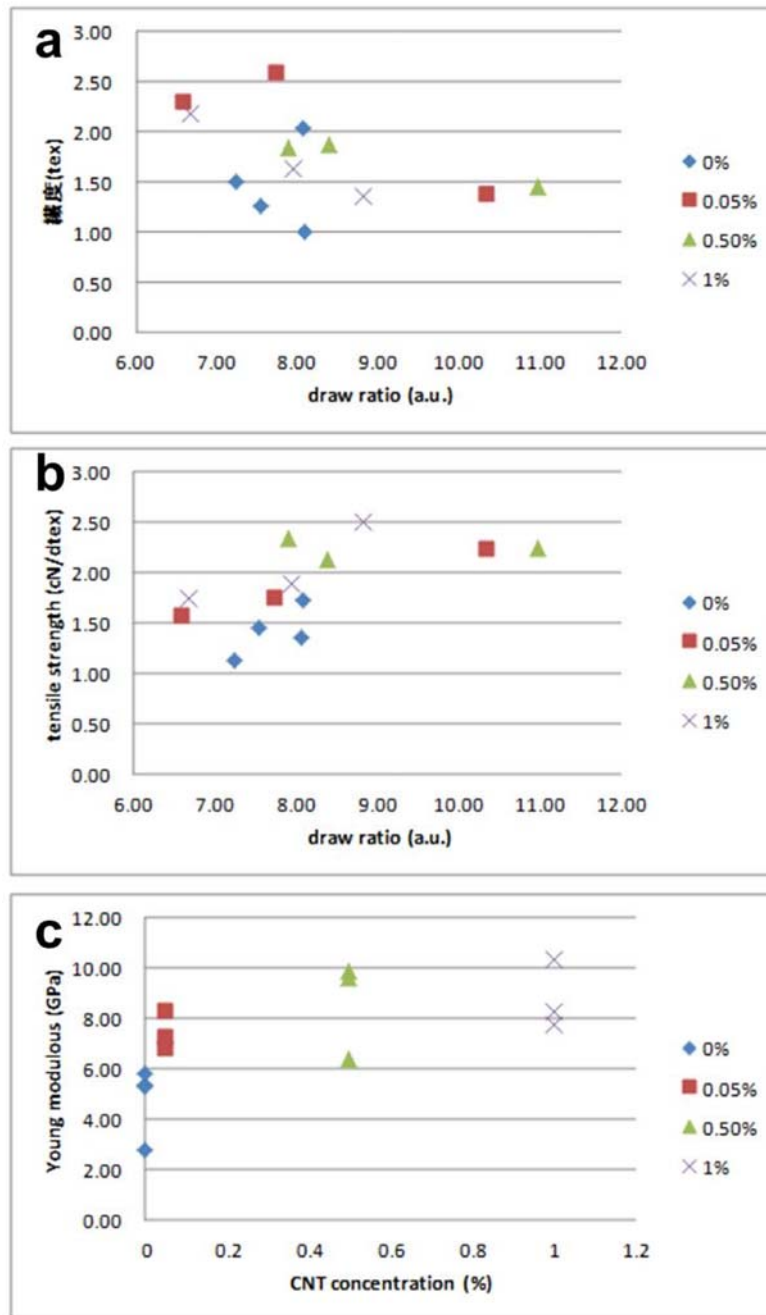 a
3.00
2.50
2.00
1.50
1.00
0.50
0.00
繊度(tex)
6.00 7.00 8.00 9.00 10.00 11.00 12.00
draw ratio (a.u.)
0%
0.05%
0.50%
1%
b
3.00
2.50
2.00
1.50
1.00
0.50
0.00
tensile strength (cN/dtex)
6.00 7.00 8.00 9.00 10.00 11.00 12.00
draw ratio (a.u.)
0%
0.05%
0.50%
1%
c
12.00
10.00
8.00
6.00
4.00
2.00
0.00
Young modulous (GPa)
0 0.2 0.4 0.6 0.8 1 1.2
CNT concentration (%)
0%
0.05%
0.50%
1%